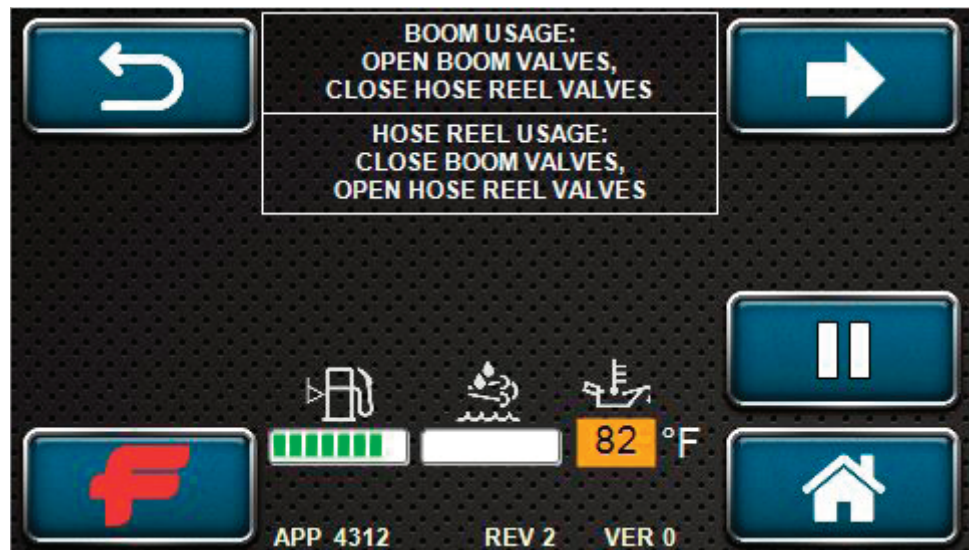 BOOM USAGE:
OPEN BOOM VALVES,
CLOSE HOSE REEL VALVES
HOSE REEL USAGE:
CLOSE BOOM VALVES,
OPEN HOSE REEL VALVES
82 °F
APP 4312 REV 2 VER 0